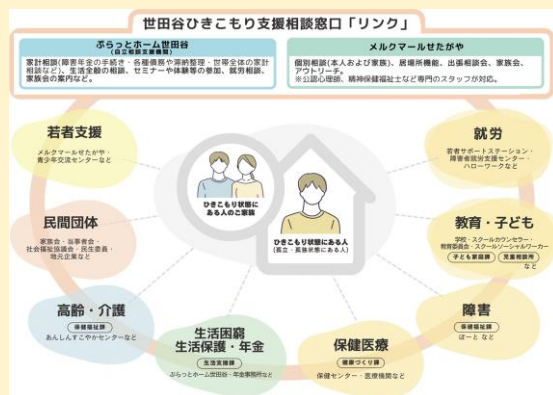 世田谷ひきこもり支援相談窓口「リンク」
ぷらっとホーム世田谷
(自立相談支援機関)
家計相談(障害年金の手続き・各種債務や滞納整理・世帯全体の家計
相談など)、生活全般の相談、セミナーや体験等の参加、就労相談、
家族会の案内など。
メルクマールせたがや
個別相談(本人および家族)、居場所機能、出張相談会、家族会、
アウトリーチ。
※公認心理師、精神保健福祉士など専門のスタッフが対応。
若者支援
メルクマールせたがや・
青少年交流センターなど
就労
若者サポートステーション・
障害者就労支援センター・
ハローワークなど
ひきこもり状態に
ある人のご家族
ひきこもり状態にある人
(孤立・孤独状態にある人)
民間団体
家族会・当事者会・
社会福祉協議会・民生委員・
地元企業など
教育・子ども
学校・スクールカウンセラー・
教育委員会・スクールソーシャルワーカー
子ども家庭課 児童相談所 など
高齢・介護
保健福祉課
あんしんすこやかセンターなど
障害
保健福祉課
ぽーと など
生活困窮
生活保護・年金
生活支援課
ぷらっとホーム世田谷・年金事務所など
保健医療
健康づくり課
保健センター・医療機関など